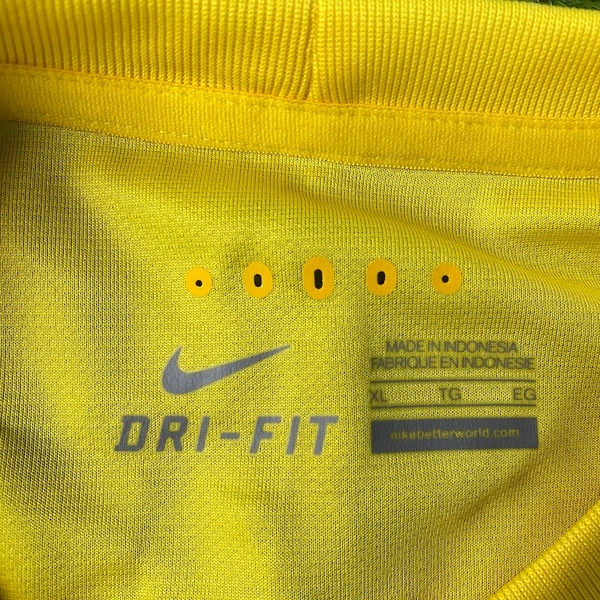 DRI-FIT
MADE IN INDONESIA
FABRIQUE EN INDONESIE
XL TG EG
nikebetterworld.com